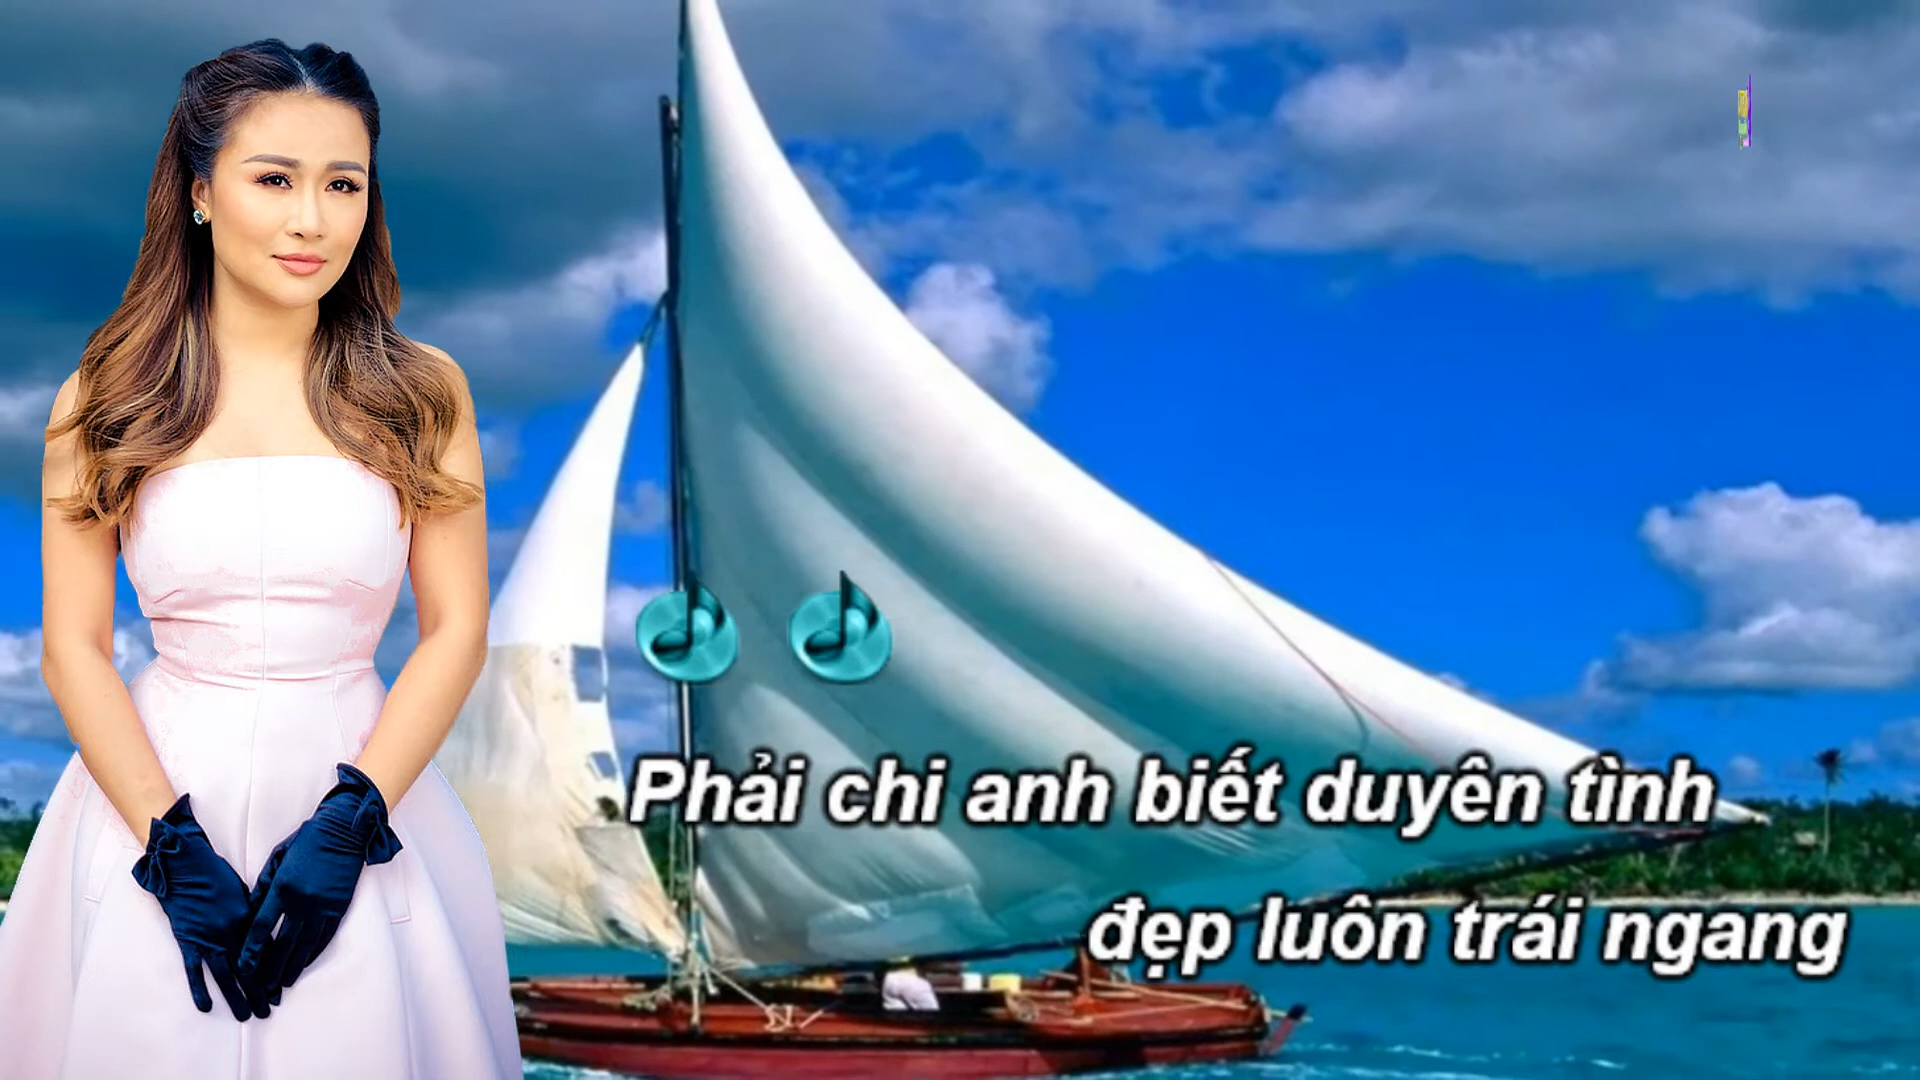 Phải chi anh biết duyên tình
đẹp luôn trái ngang